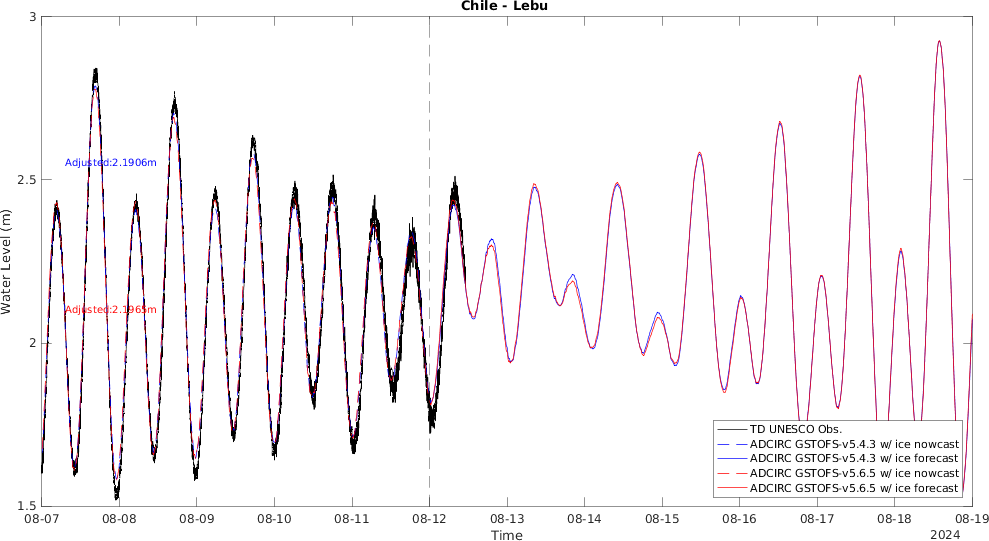 Chile - Lebu
3
2.5
2
1.5
Water Level (m)
Adjusted:2.1906m
Adjusted:2.1965m
TD UNESCO Obs.
ADCIRC GSTOFS-v5.4.3 w/ ice nowcast
ADCIRC GSTOFS-v5.4.3 w/ ice forecast
ADCIRC GSTOFS-v5.6.5 w/ ice nowcast
ADCIRC GSTOFS-v5.6.5 w/ ice forecast
08-07 08-08 08-09 08-10 08-11 08-12 08-13 08-14 08-15 08-16 08-17 08-18 08-19
Time
2024